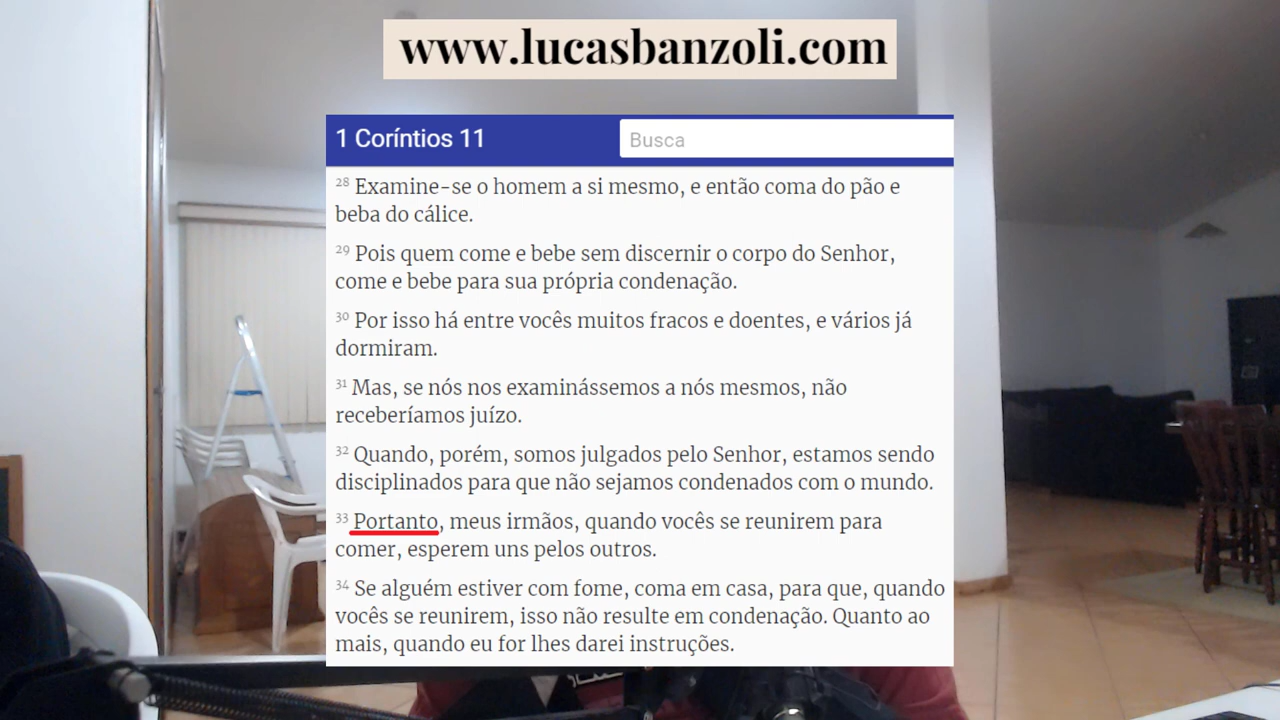 www.lucasbanzoli.com
1 Coríntios 11
Busca
28 Examine-se o homem a si mesmo, e então coma do pão e
beba do cálice.
29 Pois quem come e bebe sem discernir o corpo do Senhor,
come e bebe para sua própria condenação.
30 Por isso há entre vocês muitos fracos e doentes, e vários já
dormiram.
31 Mas, se nós nos examinássemos a nós mesmos, não
receberíamos juízo.
32 Quando, porém, somos julgados pelo Senhor, estamos sendo
disciplinados para que não sejamos condenados com o mundo.
33 Portanto, meus irmãos, quando vocês se reunirem para
comer, esperem uns pelos outros.
34 Se alguém estiver com fome, coma em casa, para que, quando
vocês se reunirem, isso não resulte em condenação. Quanto ao
mais, quando eu for lhes darei instruções.